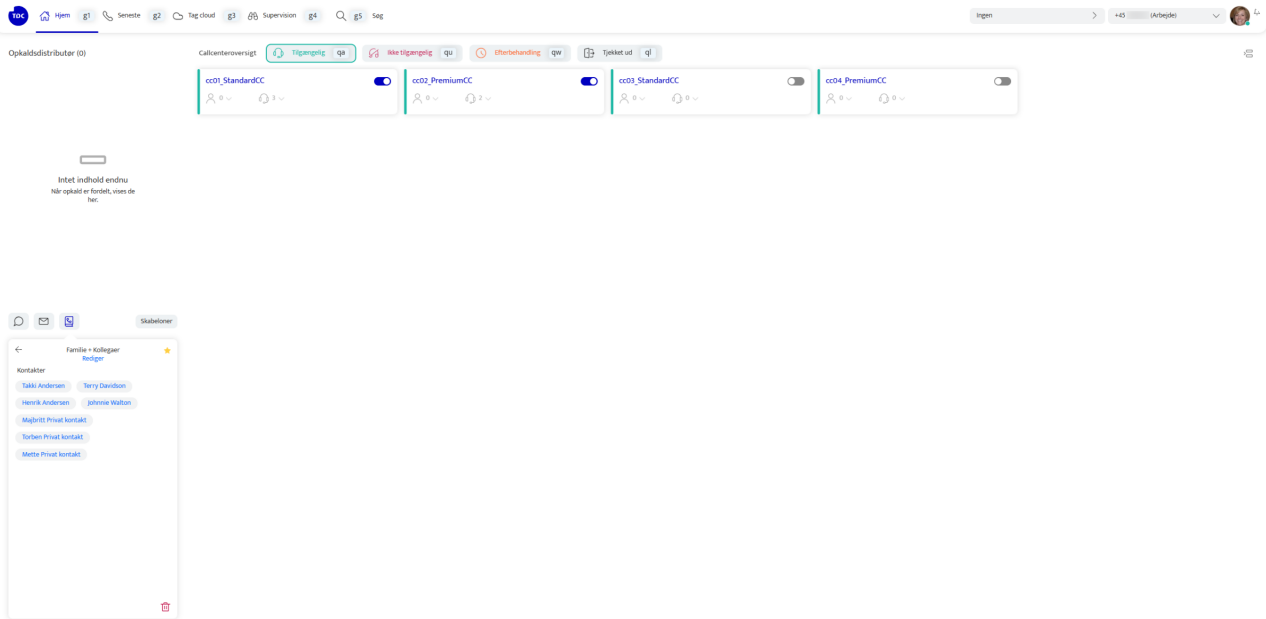 TDC Hjem g1 Seneste g2 Tag cloud g3 Supervision g4 g5 Søg Ingen +45 (Arbejde)
Opkaldsdistributør (0)
Callcenteroversigt Tilgængelig qa Ikke tilgængelig qu Efterbehandling qw Tjekket ud ql
cc01_StandardCC cc02_PremiumCC cc03_StandardCC cc04_PremiumCC
0 3 0 2 0 0 0 0
Intet indhold endnu
Når opkald er fordelt, vises de
her.
Skabeloner
Familie + Kollegaer
Rediger
Kontakter
Takki Andersen Terry Davidson
Henrik Andersen Johnnie Walton
Majbritt Privat kontakt
Torben Privat kontakt
Mette Privat kontakt